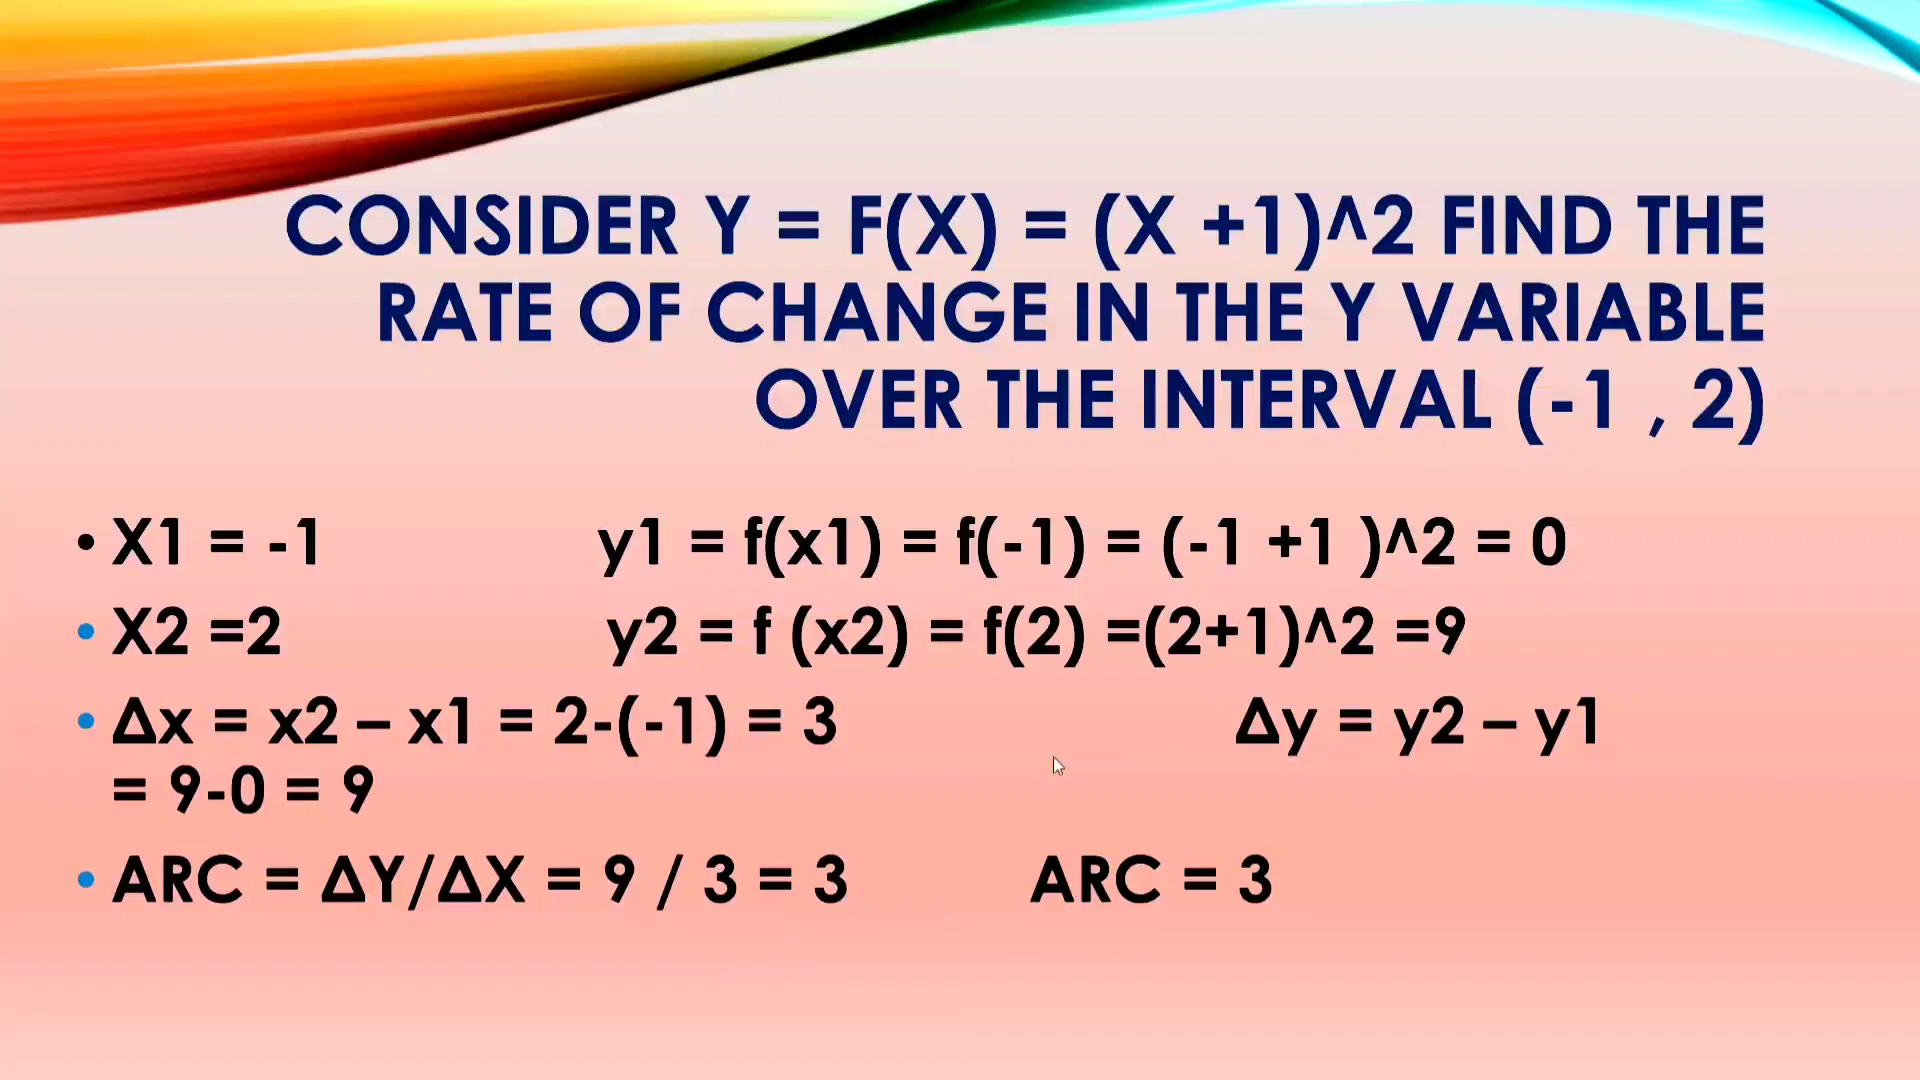 CONSIDER Y = F(X) = (X +1)^2 FIND THE
RATE OF CHANGE IN THE Y VARIABLE
OVER THE INTERVAL (-1 , 2)
• X1 = -1 y1 = f(x1) = f(-1) = (-1 +1 )^2 = 0
• X2 =2 y2 = f (x2) = f(2) =(2+1)^2 =9
• Δx = x2 – x1 = 2-(-1) = 3 Δy = y2 – y1
= 9-0 = 9
• ARC = ΔY/ΔX = 9 / 3 = 3 ARC = 3